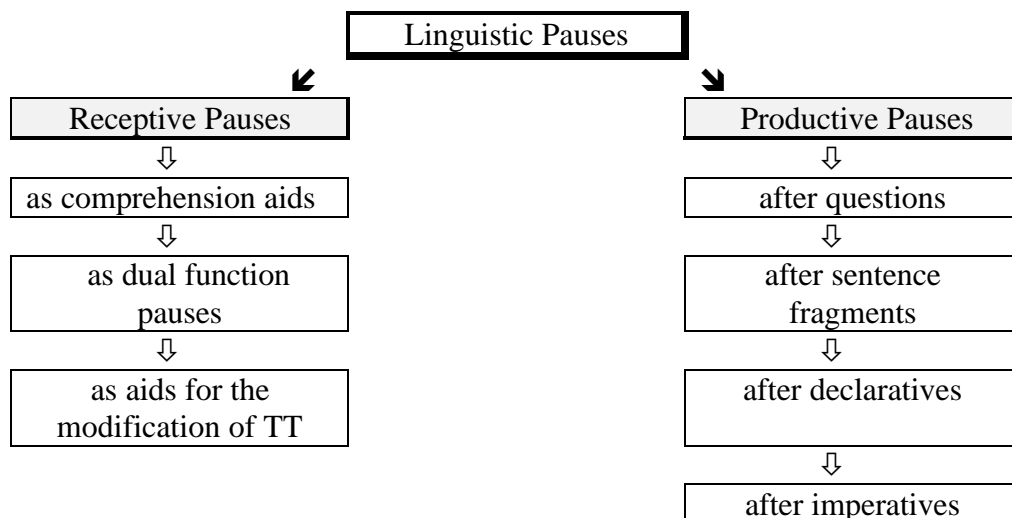 Linguistic Pauses
Receptive Pauses
as comprehension aids
as dual function
pauses
as aids for the
modification of TT
Productive Pauses
after questions
after sentence
fragments
after declaratives
after imperatives